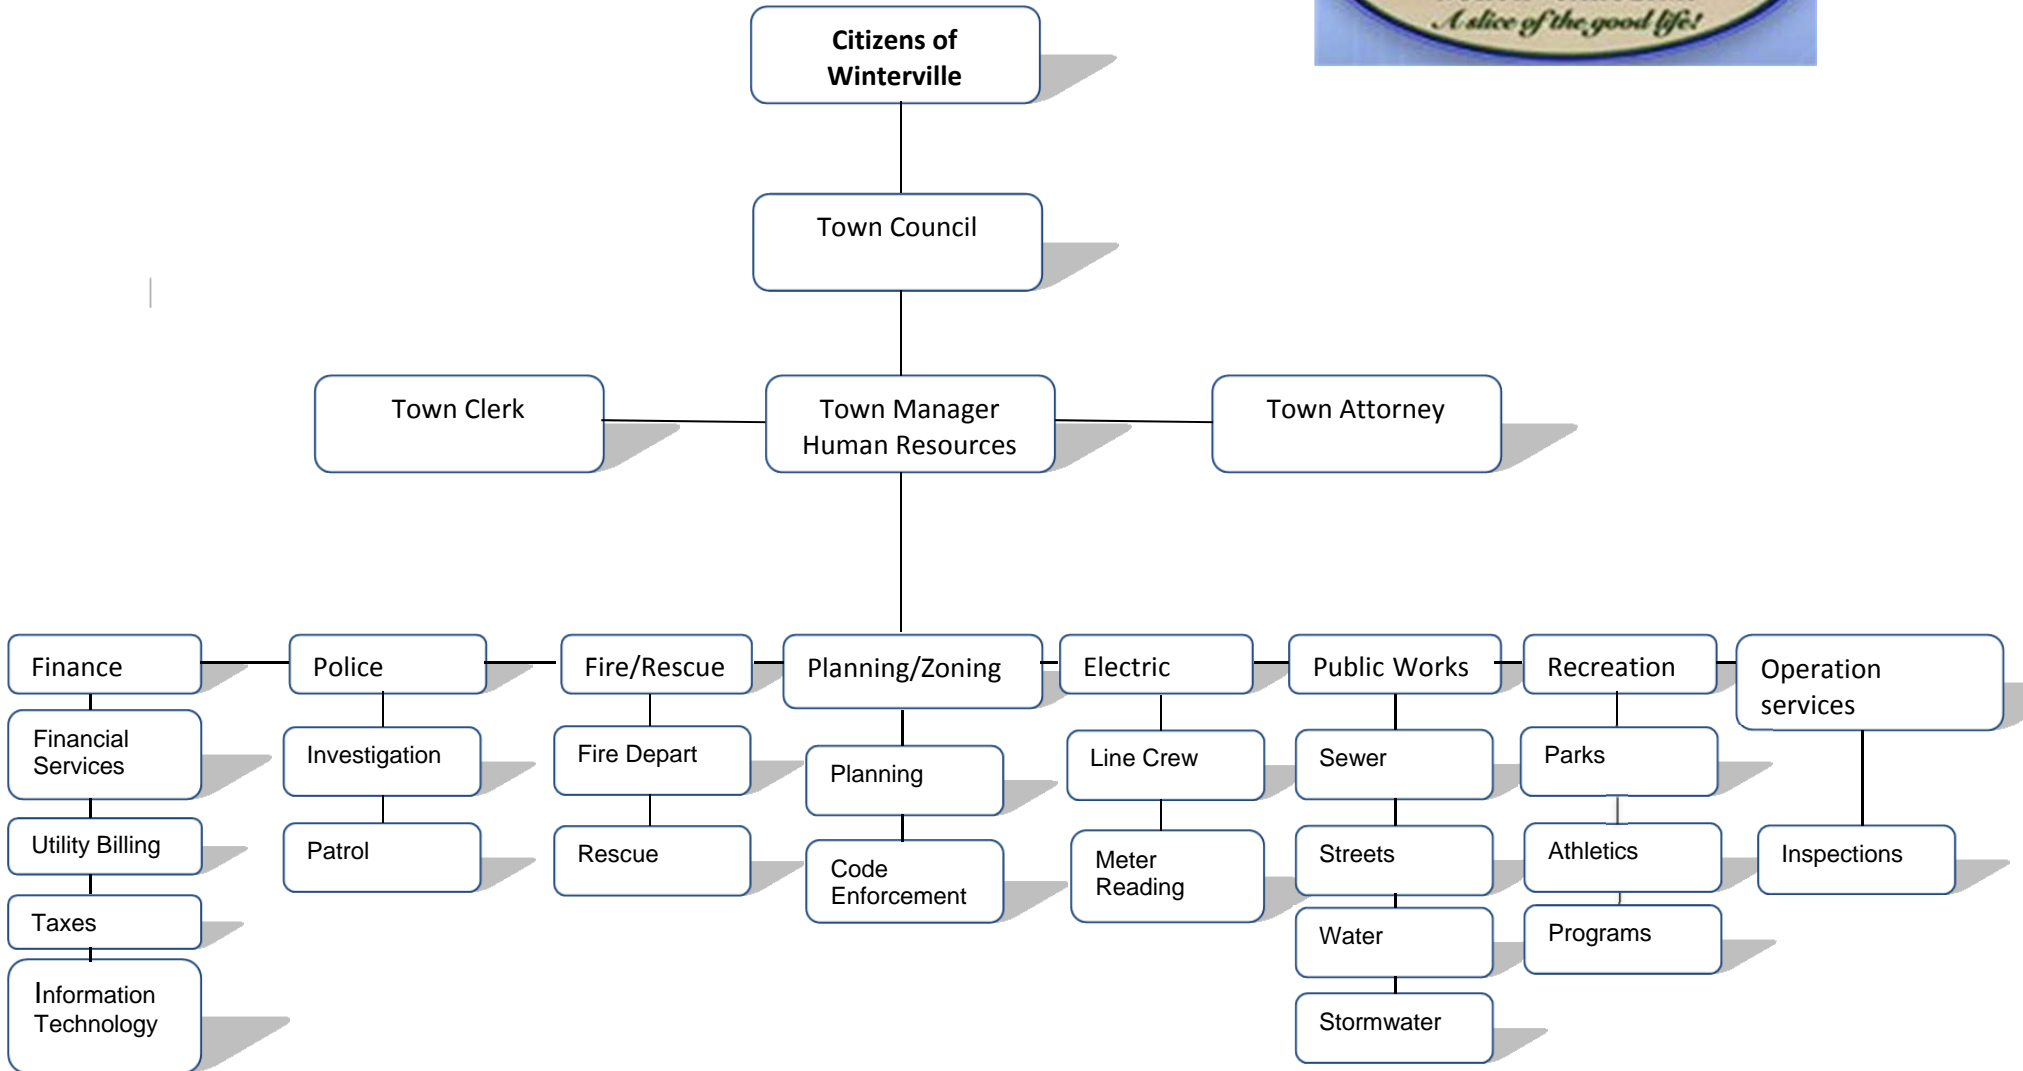 A slice of the good life!
Citizens of
Winterville
Town Council
Town Clerk
Town Manager
Human Resources
Town Attorney
Finance
Police
Fire/Rescue
Planning/Zoning
Electric
Public Works
Recreation
Operation
services
Financial
Services
Utility Billing
Taxes
Information
Technology
Investigation
Patrol
Fire Depart
Rescue
Planning
Code
Enforcement
Line Crew
Meter
Reading
Sewer
Streets
Water
Stormwater
Parks
Athletics
Programs
Inspections